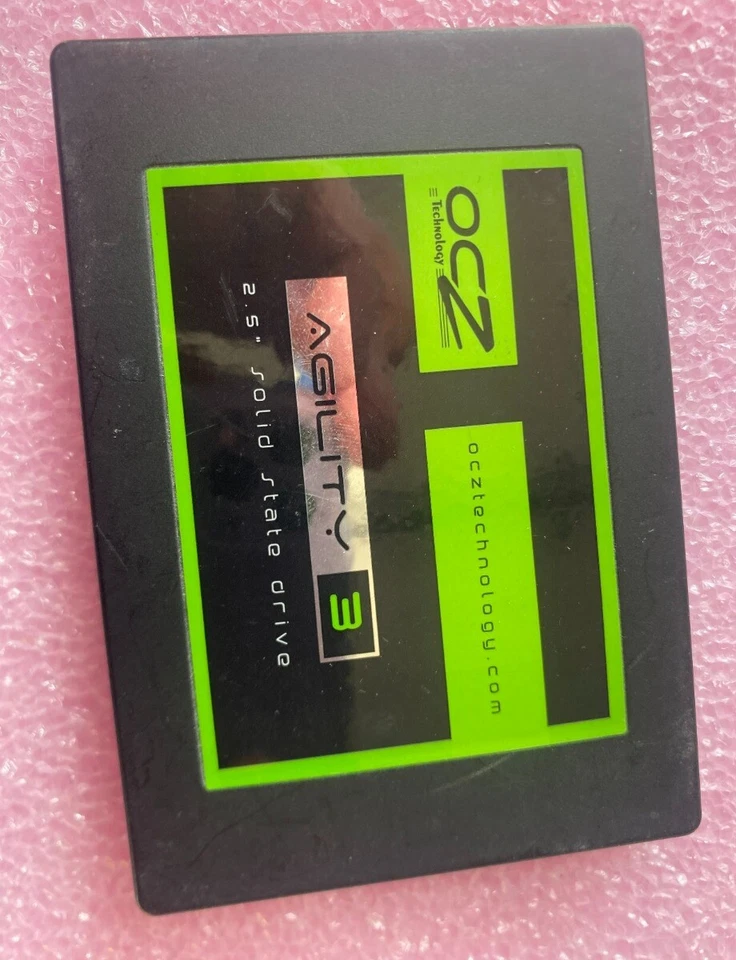 OCZ
Technology
ocztechnology.com
AGILITY 3
2.5" solid state drive